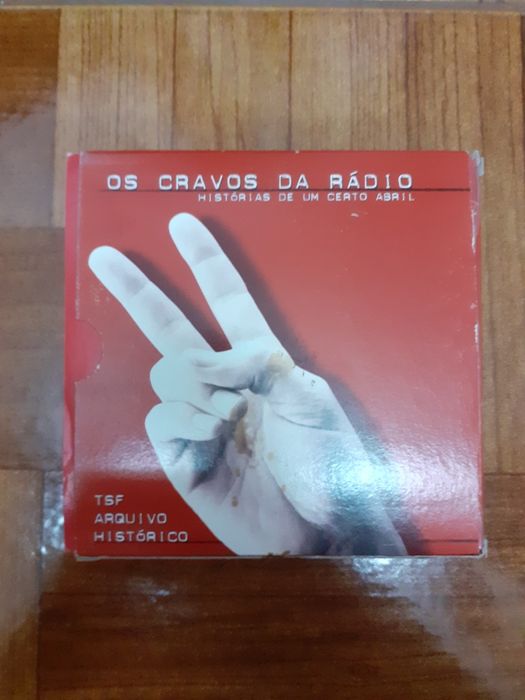 OS CRAVOS DA RÁDIO
HISTÓRIAS DE UM CERTO ABRIL
TSF
ARQUIVO
HISTÓRICO